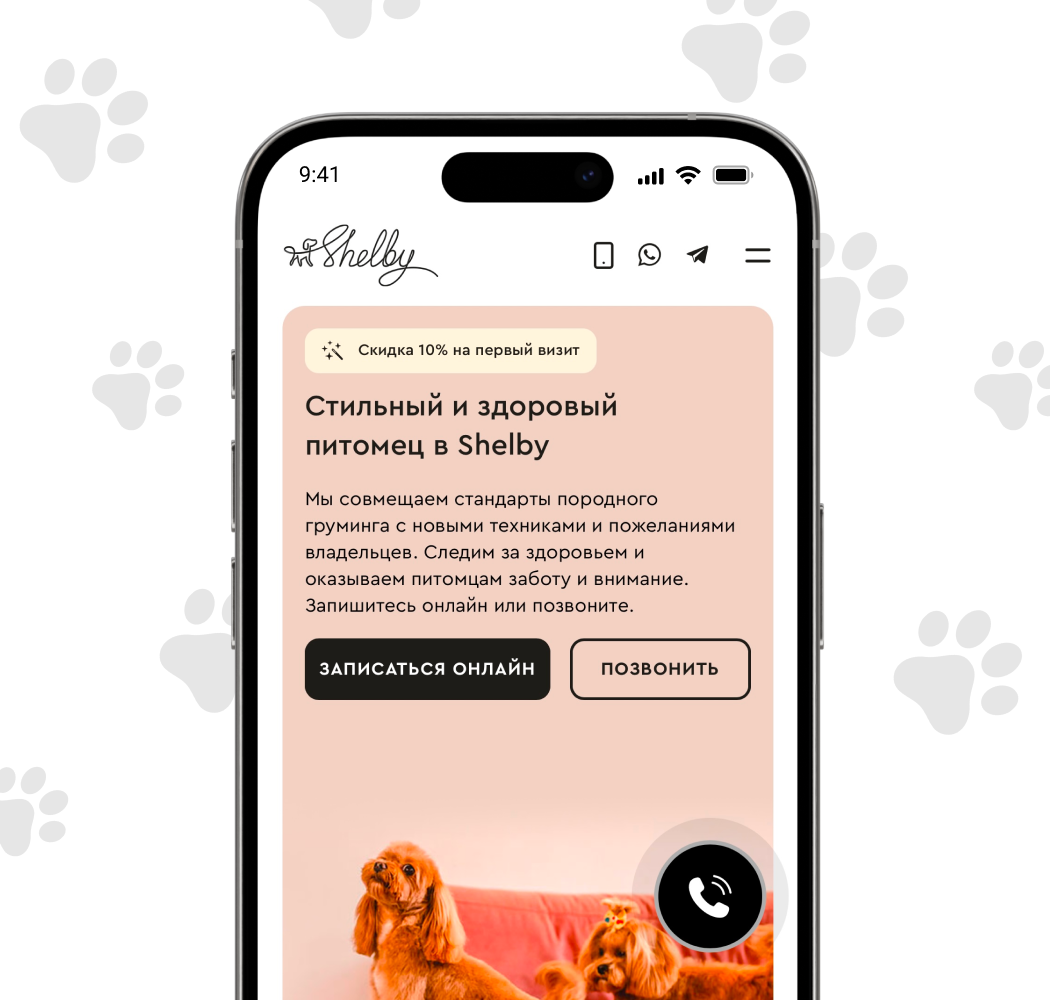 9:41
Shelby
Скидка 10% на первый визит
Стильный и здоровый
питомец в Shelby
Мы совмещаем стандарты породного
груминга с новыми техниками и пожеланиями
владельцев. Следим за здоровьем и
оказываем питомцам заботу и внимание.
Запишитесь онлайн или позвоните.
ЗАПИСАТЬСЯ ОНЛАЙН
ПОЗВОНИТЬ